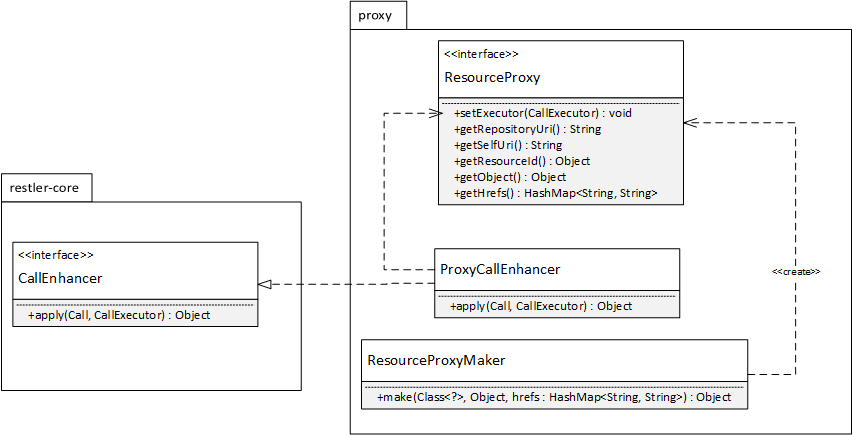 proxy
<<interface>>
ResourceProxy
+setExecutor(CallExecutor) : void
+getRepositoryUri() : String
+getSelfUri() : String
+getResourceId() : Object
+getObject() : Object
+getHrefs() : HashMap<String, String>
restler-core
<<interface>>
CallEnhancer
+apply(Call, CallExecutor) : Object
ProxyCallEnhancer
+apply(Call, CallExecutor) : Object
<<create>>
ResourceProxyMaker
+make(Class<?>, Object, hrefs : HashMap<String, String>) : Object